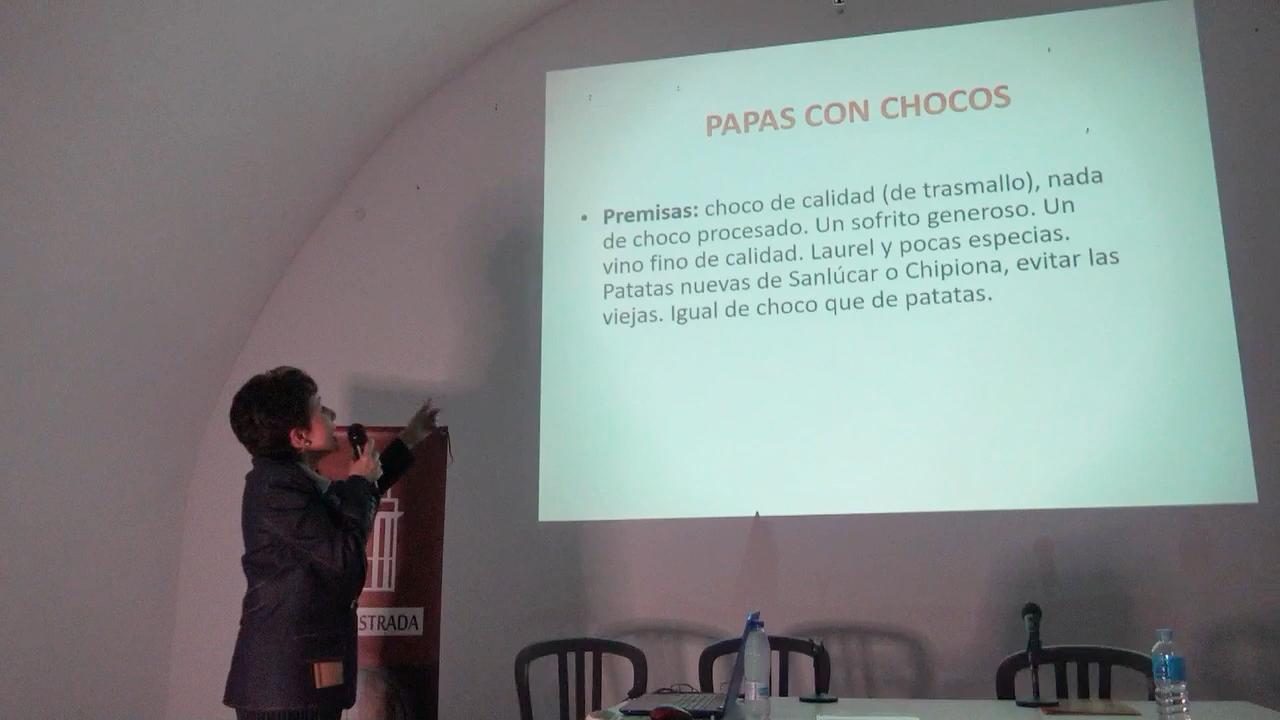 PAPAS CON CHOCOS
• Premisas: choco de calidad (de trasmallo), nada
de choco procesado. Un sofrito generoso. Un
vino fino de calidad. Laurel y pocas especias.
Patatas nuevas de Sanlúcar o Chipiona, evitar las
viejas. Igual de choco que de patatas.
STRADA